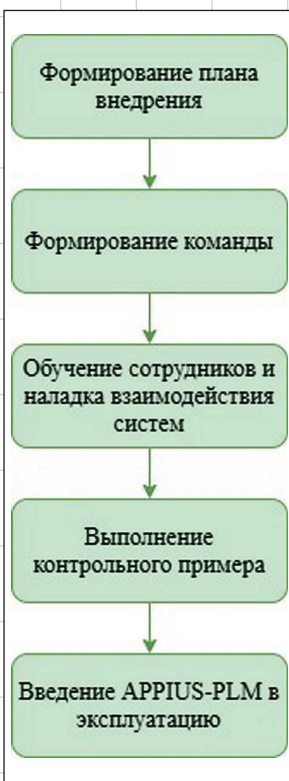 Формирование плана
внедрения
Формирование команды
Обучение сотрудников и
наладка взаимодействия
систем
Выполнение
контрольного примера
Введение APPIUS-PLM в
эксплуатацию